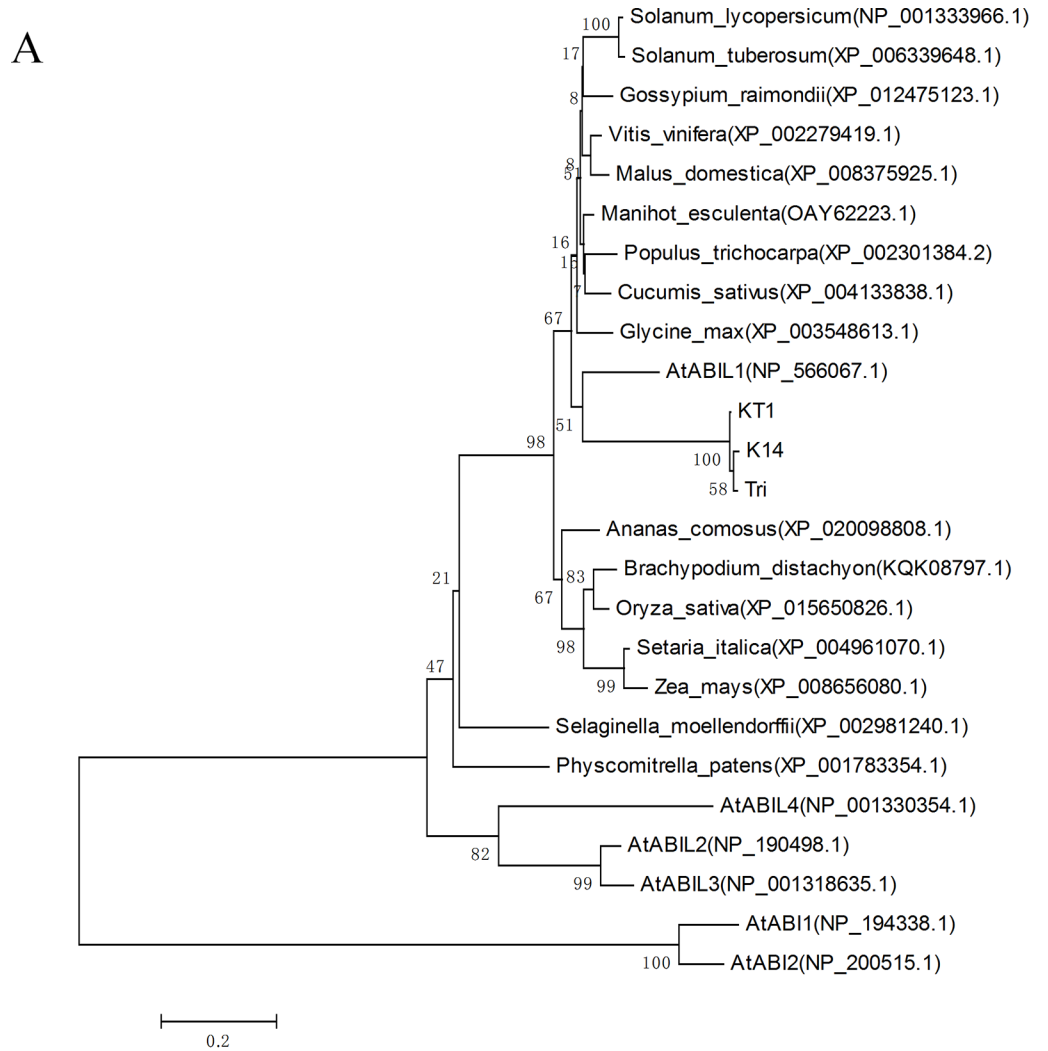 A
Solanum_lycopersicum(NP_001333966.1)
100
Solanum_tuberosum(XP_006339648.1)
17
Gossypium_raimondii(XP_012475123.1)
8
Vitis_vinifera(XP_002279419.1)
8
51
Malus_domestica(XP_008375925.1)
Manihot_esculenta(OAY62223.1)
16
Populus_trichocarpa(XP_002301384.2)
15
Cucumis_sativus(XP_004133838.1)
7
Glycine_max(XP_003548613.1)
67
AtABIL1(NP_566067.1)
KT1
51
98
K14
100
Tri
58
Ananas_comosus(XP_020098808.1)
Brachypodium_distachyon(KQK08797.1)
21
83
67
Oryza_sativa(XP_015650826.1)
98
Setaria_italica(XP_004961070.1)
47
99
Zea_mays(XP_008656080.1)
Selaginella_moellendorffii(XP_002981240.1)
Physcomitrella_patens(XP_001783354.1)
AtABIL4(NP_001330354.1)
82
AtABIL2(NP_190498.1)
99
AtABIL3(NP_001318635.1)
AtABI1(NP_194338.1)
100
AtABI2(NP_200515.1)
0.2